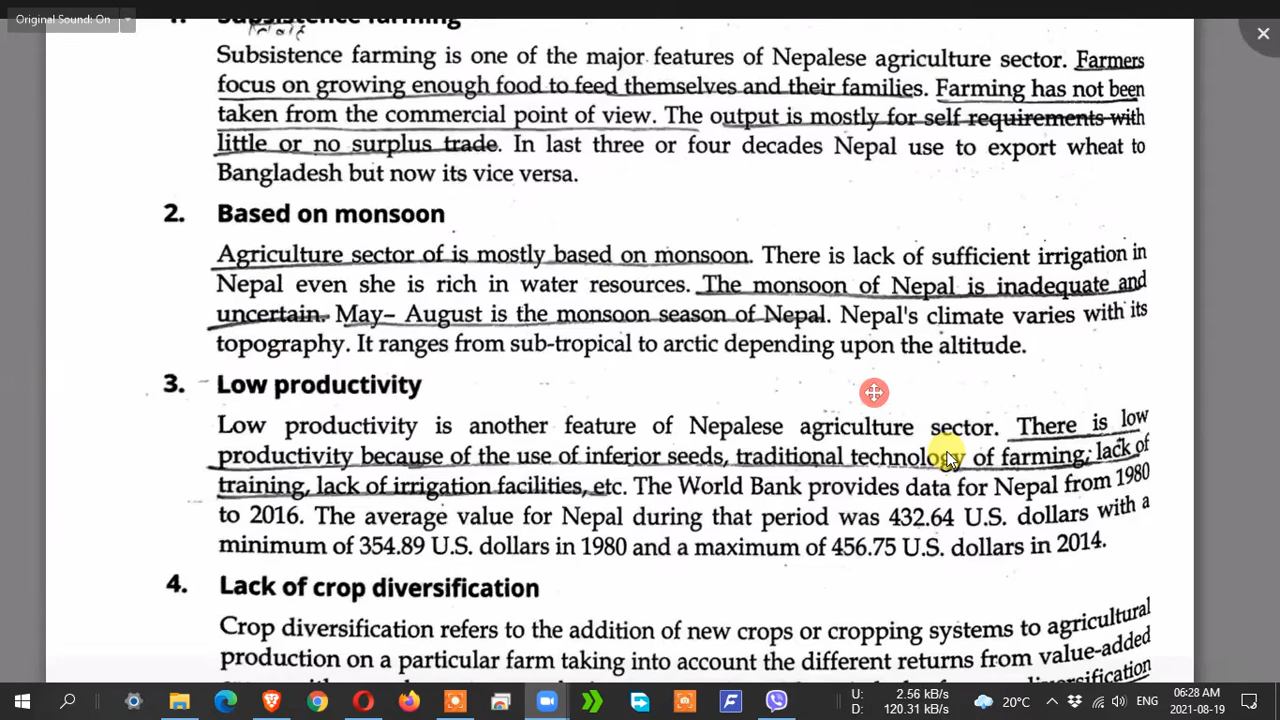 Original Sound: On
1. Subsistence farming
Subsistence farming is one of the major features of Nepalese agriculture sector. Farmers
focus on growing enough food to feed themselves and their families. Farming has not been
taken from the commercial point of view. The output is mostly for self requirements with
little or no surplus trade. In last three or four decades Nepal use to export wheat to
Bangladesh but now its vice versa.
2. Based on monsoon
Agriculture sector of is mostly based on monsoon. There is lack of sufficient irrigation in
Nepal even she is rich in water resources. The monsoon of Nepal is inadequate and
uncertain. May– August is the monsoon season of Nepal. Nepal's climate varies with its
topography. It ranges from sub-tropical to arctic depending upon the altitude.
3. Low productivity
Low productivity is another feature of Nepalese agriculture sector. There is low
productivity because of the use of inferior seeds, traditional technology of farming, lack of
training, lack of irrigation facilities, etc. The World Bank provides data for Nepal from 1980
to 2016. The average value for Nepal during that period was 432.64 U.S. dollars with a
minimum of 354.89 U.S. dollars in 1980 and a maximum of 456.75 U.S. dollars in 2014.
4. Lack of crop diversification
Crop diversification refers to the addition of new crops or cropping systems to agricultural
production on a particular farm taking into account the different returns from value-added
U: 2.56 kB/s
D: 120.31 kB/s
20°C
ENG
06:28 AM
2021-08-19